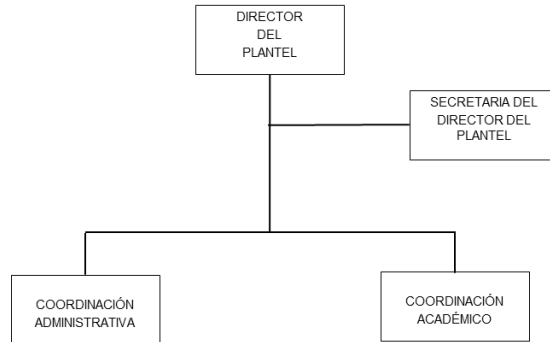 DIRECTOR
DEL
PLANTEL
SECRETARIA DEL
DIRECTOR DEL
PLANTEL
COORDINACIÓN
ADMINISTRATIVA
COORDINACIÓN
ACADÉMICO